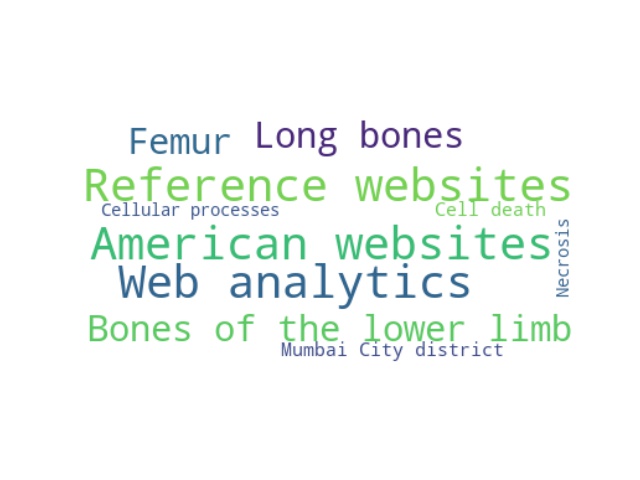 Femur
Long bones
Reference websites
Cellular processes
Cell death
American websites
Necrosis
Web analytics
Bones of the lower limb
Mumbai City district